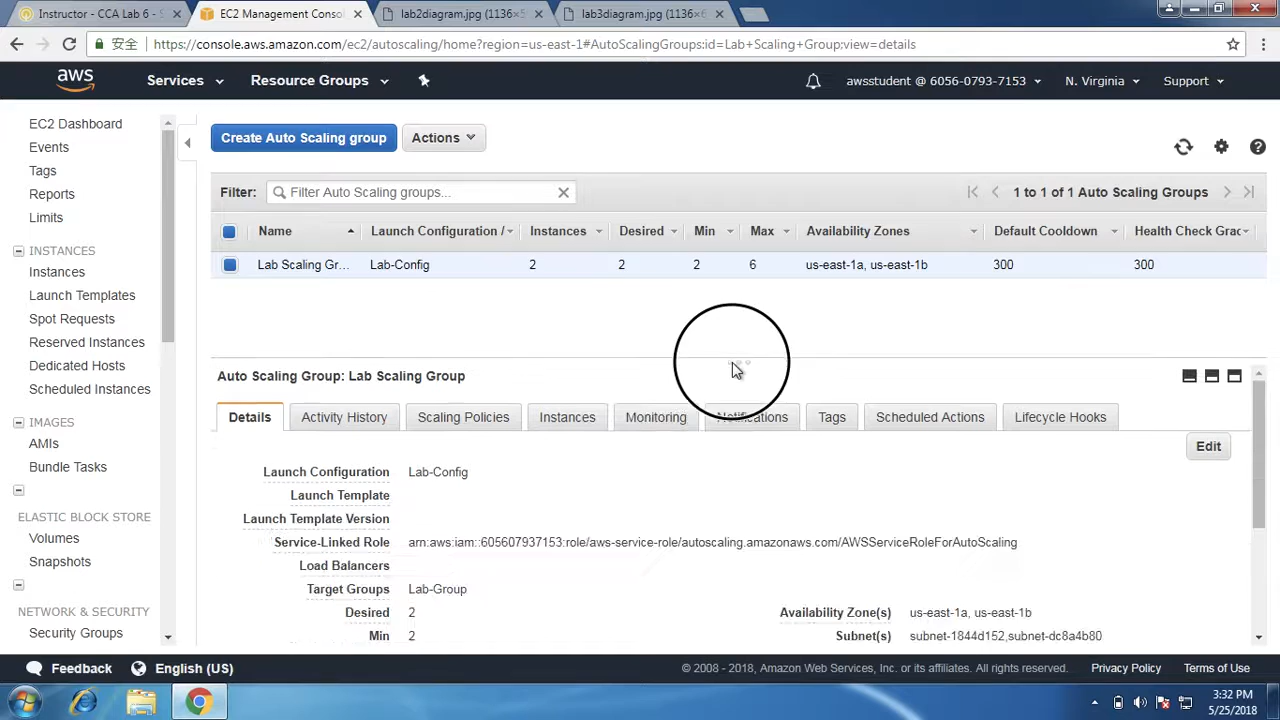 Instructor - CCA Lab 6 -
EC2 Management Consol
lab2diagram.jpg (1136×
lab3diagram.jpg (1136×6
安全 https://console.aws.amazon.com/ec2/autoscaling/home?region=us-east-1#AutoScalingGroups:id=Lab+Scaling+Group;view=details
aws Services Resource Groups awsstudent @ 6056-0793-7153 N. Virginia Support
EC2 Dashboard
Events
Tags
Reports
Limits
INSTANCES
Instances
Launch Templates
Spot Requests
Reserved Instances
Dedicated Hosts
Scheduled Instances
IMAGES
AMIs
Bundle Tasks
ELASTIC BLOCK STORE
Volumes
Snapshots
NETWORK & SECURITY
Security Groups
Create Auto Scaling group Actions
Filter: Filter Auto Scaling groups... 1 to 1 of 1 Auto Scaling Groups
Name Launch Configuration / Instances Desired Min Max Availability Zones Default Cooldown Health Check Grac
Lab Scaling Gr... Lab-Config 2 2 2 6 us-east-1a, us-east-1b 300 300
Auto Scaling Group: Lab Scaling Group
Details Activity History Scaling Policies Instances Monitoring Notifications Tags Scheduled Actions Lifecycle Hooks
Edit
Launch Configuration Lab-Config
Launch Template
Launch Template Version
Service-Linked Role arn:aws:iam::605607937153:role/aws-service-role/autoscaling.amazonaws.com/AWSServiceRoleForAutoScaling
Load Balancers
Target Groups Lab-Group
Desired 2 Availability Zone(s) us-east-1a, us-east-1b
Min 2 Subnet(s) subnet-1844d152,subnet-dc8a4b80
Feedback English (US) © 2008 - 2018, Amazon Web Services, Inc. or its affiliates. All rights reserved. Privacy Policy Terms of Use
3:32 PM
5/25/2018